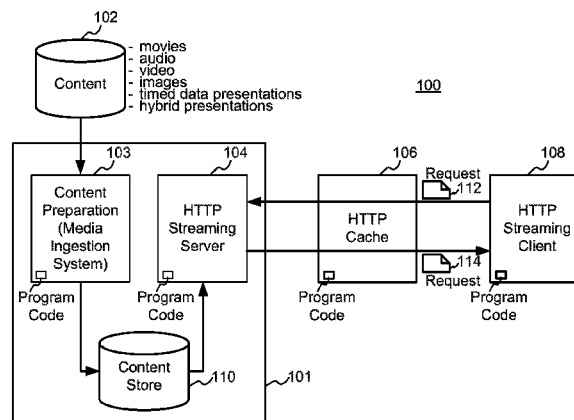 102
- movies
- audio
- video
- images
- timed data presentations
- hybrid presentations
Content
100
103
104
106
108
Content
Preparation
(Media
Ingestion
System)
HTTP
Streaming
Server
HTTP
Cache
HTTP
Streaming
Client
Request
112
114
Request
Program
Code
Program
Code
Program
Code
Program
Code
Content
Store
110
101